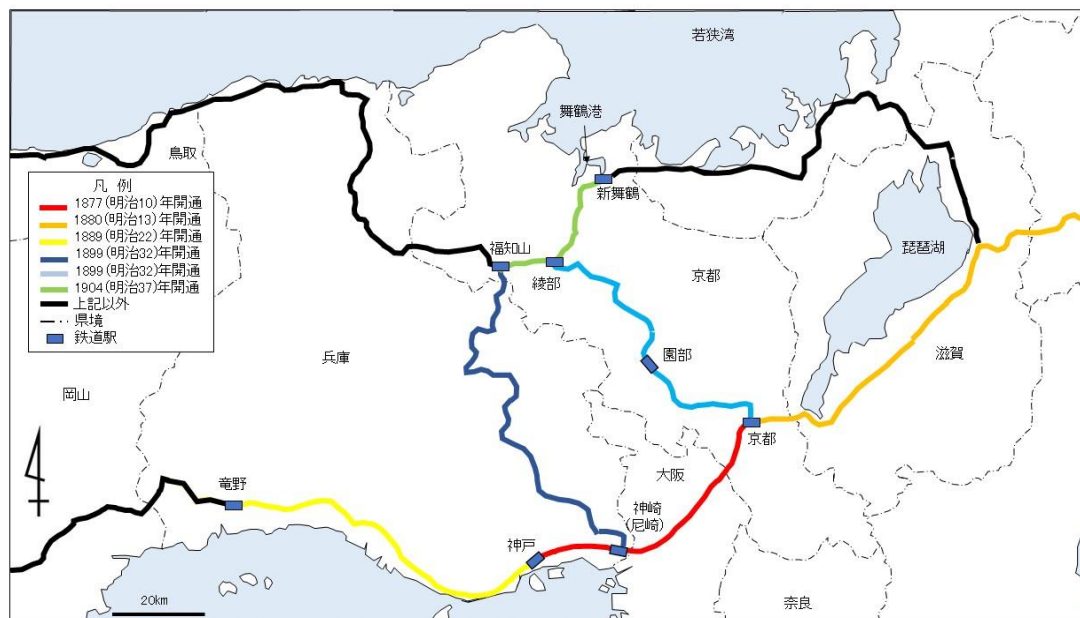 若狭湾
舞鶴港
鳥取
新舞鶴
凡 例
1877(明治10)年開通
1880(明治13)年開通
1889(明治22)年開通
1899(明治32)年開通
1899(明治32)年開通
1904(明治37)年開通
上記以外
県境
鉄道駅
福知山
綾部
京都
琵琶湖
兵庫
園部
滋賀
岡山
京都
大阪
竜野
神崎
(尼崎)
神戸
20km
奈良